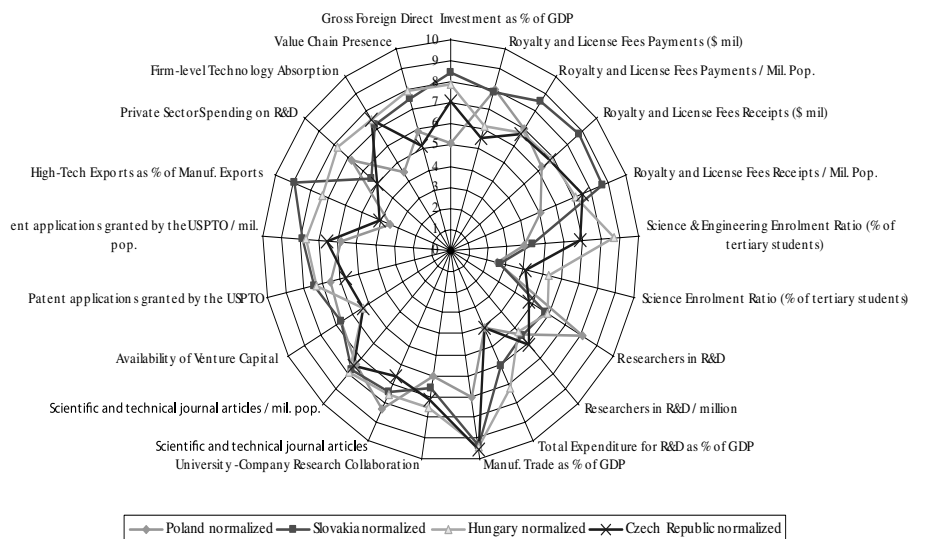 Gross Foreign Direct Investment as % of GDP
Value Chain Presence
Royalty and License Fees Payments ($ mil)
Firm-level Technology Absorption
Royalty and License Fees Payments / Mil. Pop.
Private Sector Spending on R&D
Royalty and License Fees Receipts ($ mil)
High-Tech Exports as % of Manuf. Exports
Royalty and License Fees Receipts / Mil. Pop.
ent applications granted by the USPTO / mil.
pop.
Science & Engineering Enrolment Ratio (% of
tertiary students)
Patent applications granted by the USPTO
Science Enrolment Ratio (% of tertiary students)
Availability of Venture Capital
Researchers in R&D
Scientific and technical journal articles / mil. pop.
Researchers in R&D / million
Scientific and technical journal articles
Total Expenditure for R&D as % of GDP
University-Company Research Collaboration
Manuf. Trade as % of GDP
10
9
8
7
6
5
4
3
2
1
0
Poland normalized
Slovakia normalized
Hungary normalized
Czech Republic normalized